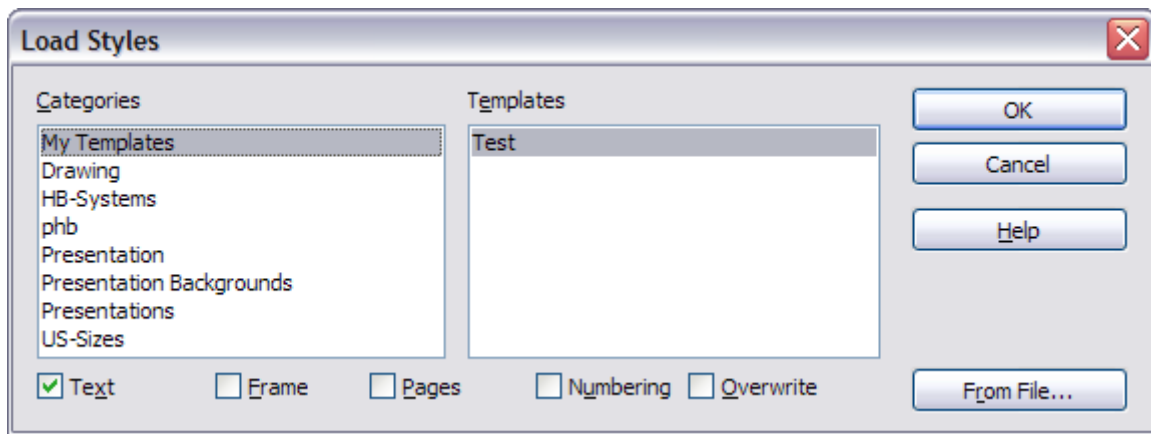 Load Styles
Categories
Templates
My Templates
Drawing
HB-Systems
phb
Presentation
Presentation Backgrounds
Presentations
US-Sizes
Test
OK
Cancel
Help
Text Frame Pages Numbering Overwrite
From File...